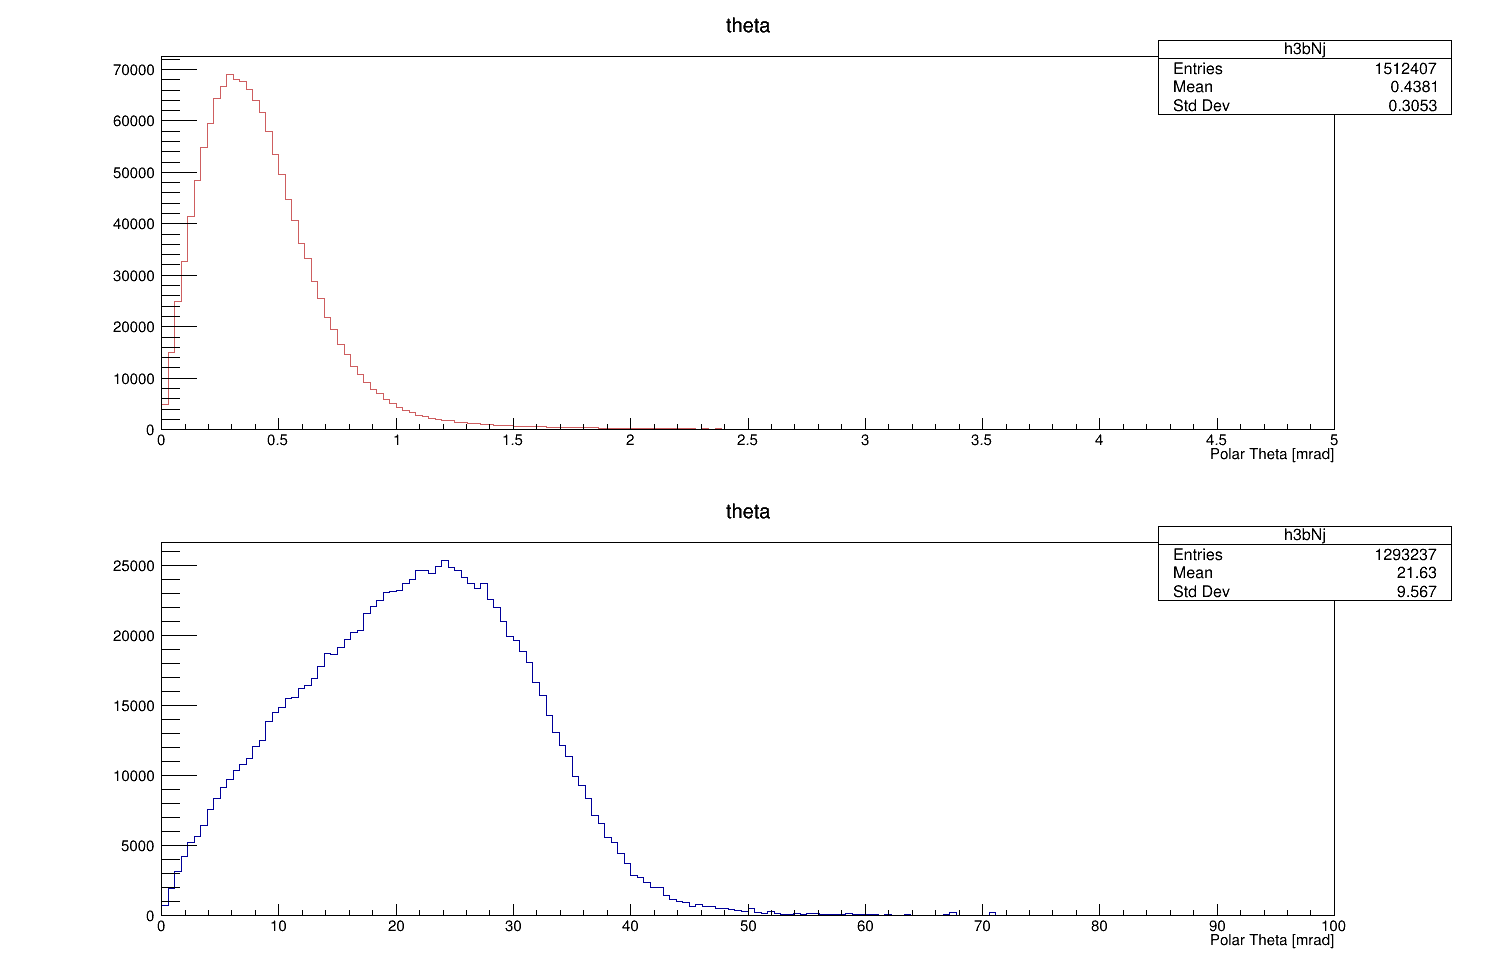 theta
h3bNj
Entries 1512407
Mean 0.4381
Std Dev 0.3053
70000
60000
50000
40000
30000
20000
10000
0
0 0.5 1 1.5 2 2.5 3 3.5 4 4.5 5
Polar Theta [mrad]
theta
h3bNj
Entries 1293237
Mean 21.63
Std Dev 9.567
25000
20000
15000
10000
5000
0
0 10 20 30 40 50 60 70 80 90 100
Polar Theta [mrad]